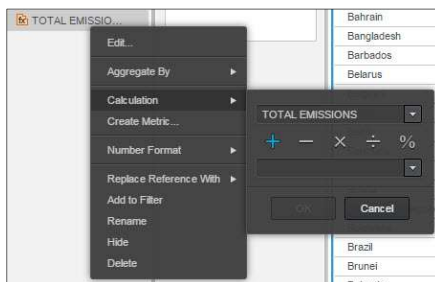 TOTAL EMISSIO...
Edit...
Aggregate By
Calculation
Create Metric...
Number Format
Replace Reference With
Add to Filter
Rename
Hide
Delete
TOTAL EMISSIONS
+ − × ÷ %
OK Cancel
Bahrain
Bangladesh
Barbados
Belarus
Brazil
Brunei